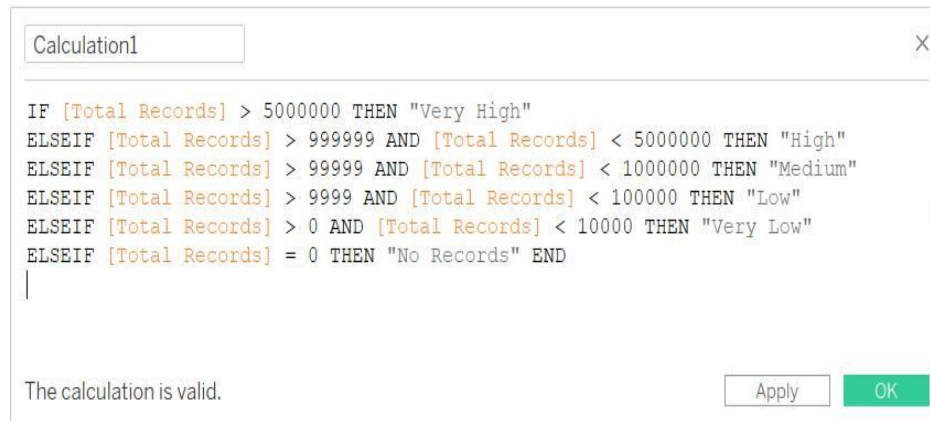 Calculation1
X
IF [Total Records] > 5000000 THEN "Very High"
ELSEIF [Total Records] > 999999 AND [Total Records] < 5000000 THEN "High"
ELSEIF [Total Records] > 99999 AND [Total Records] < 1000000 THEN "Medium"
ELSEIF [Total Records] > 9999 AND [Total Records] < 100000 THEN "Low"
ELSEIF [Total Records] > 0 AND [Total Records] < 10000 THEN "Very Low"
ELSEIF [Total Records] = 0 THEN "No Records" END
The calculation is valid.
Apply
OK